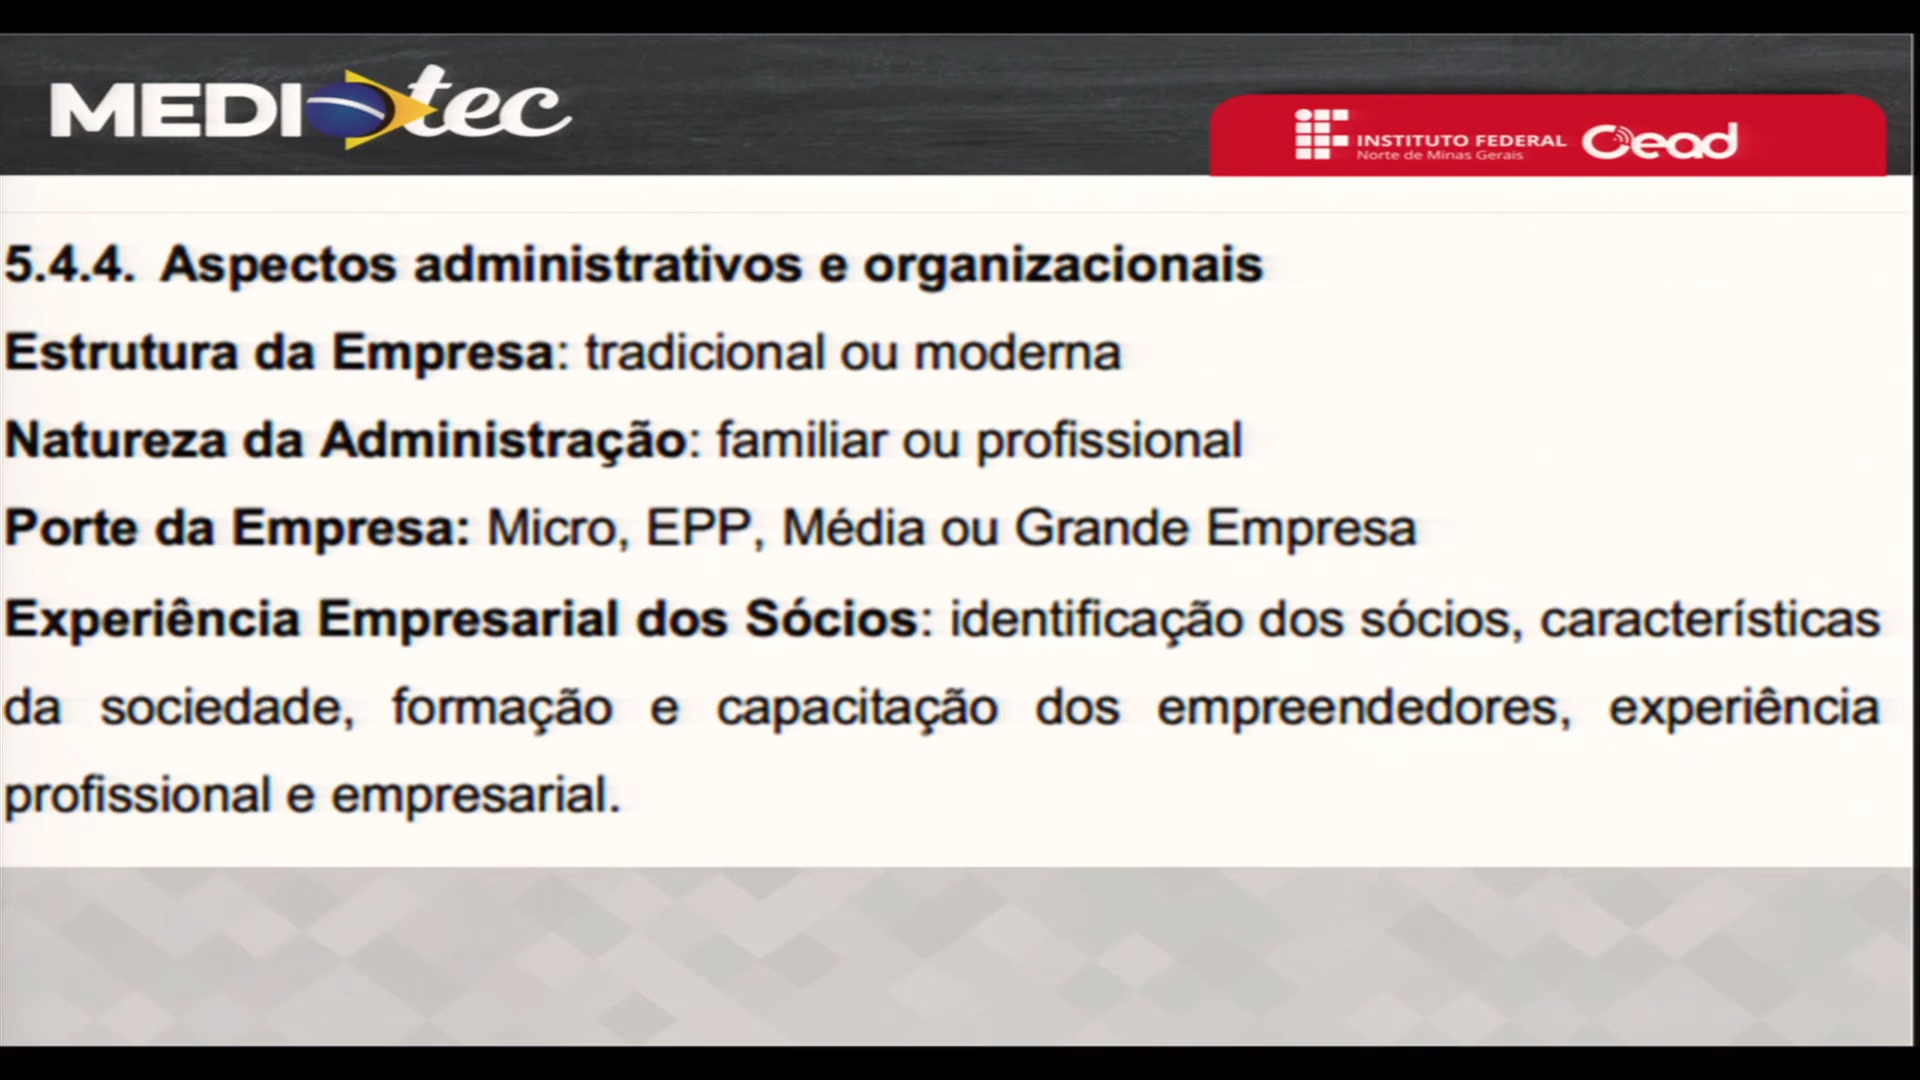 MEDIOtec
INSTITUTO FEDERAL
Norte de Minas Gerais
Cead
5.4.4. Aspectos administrativos e organizacionais
Estrutura da Empresa: tradicional ou moderna
Natureza da Administração: familiar ou profissional
Porte da Empresa: Micro, EPP, Média ou Grande Empresa
Experiência Empresarial dos Sócios: identificação dos sócios, características
da sociedade, formação e capacitação dos empreendedores, experiência
profissional e empresarial.